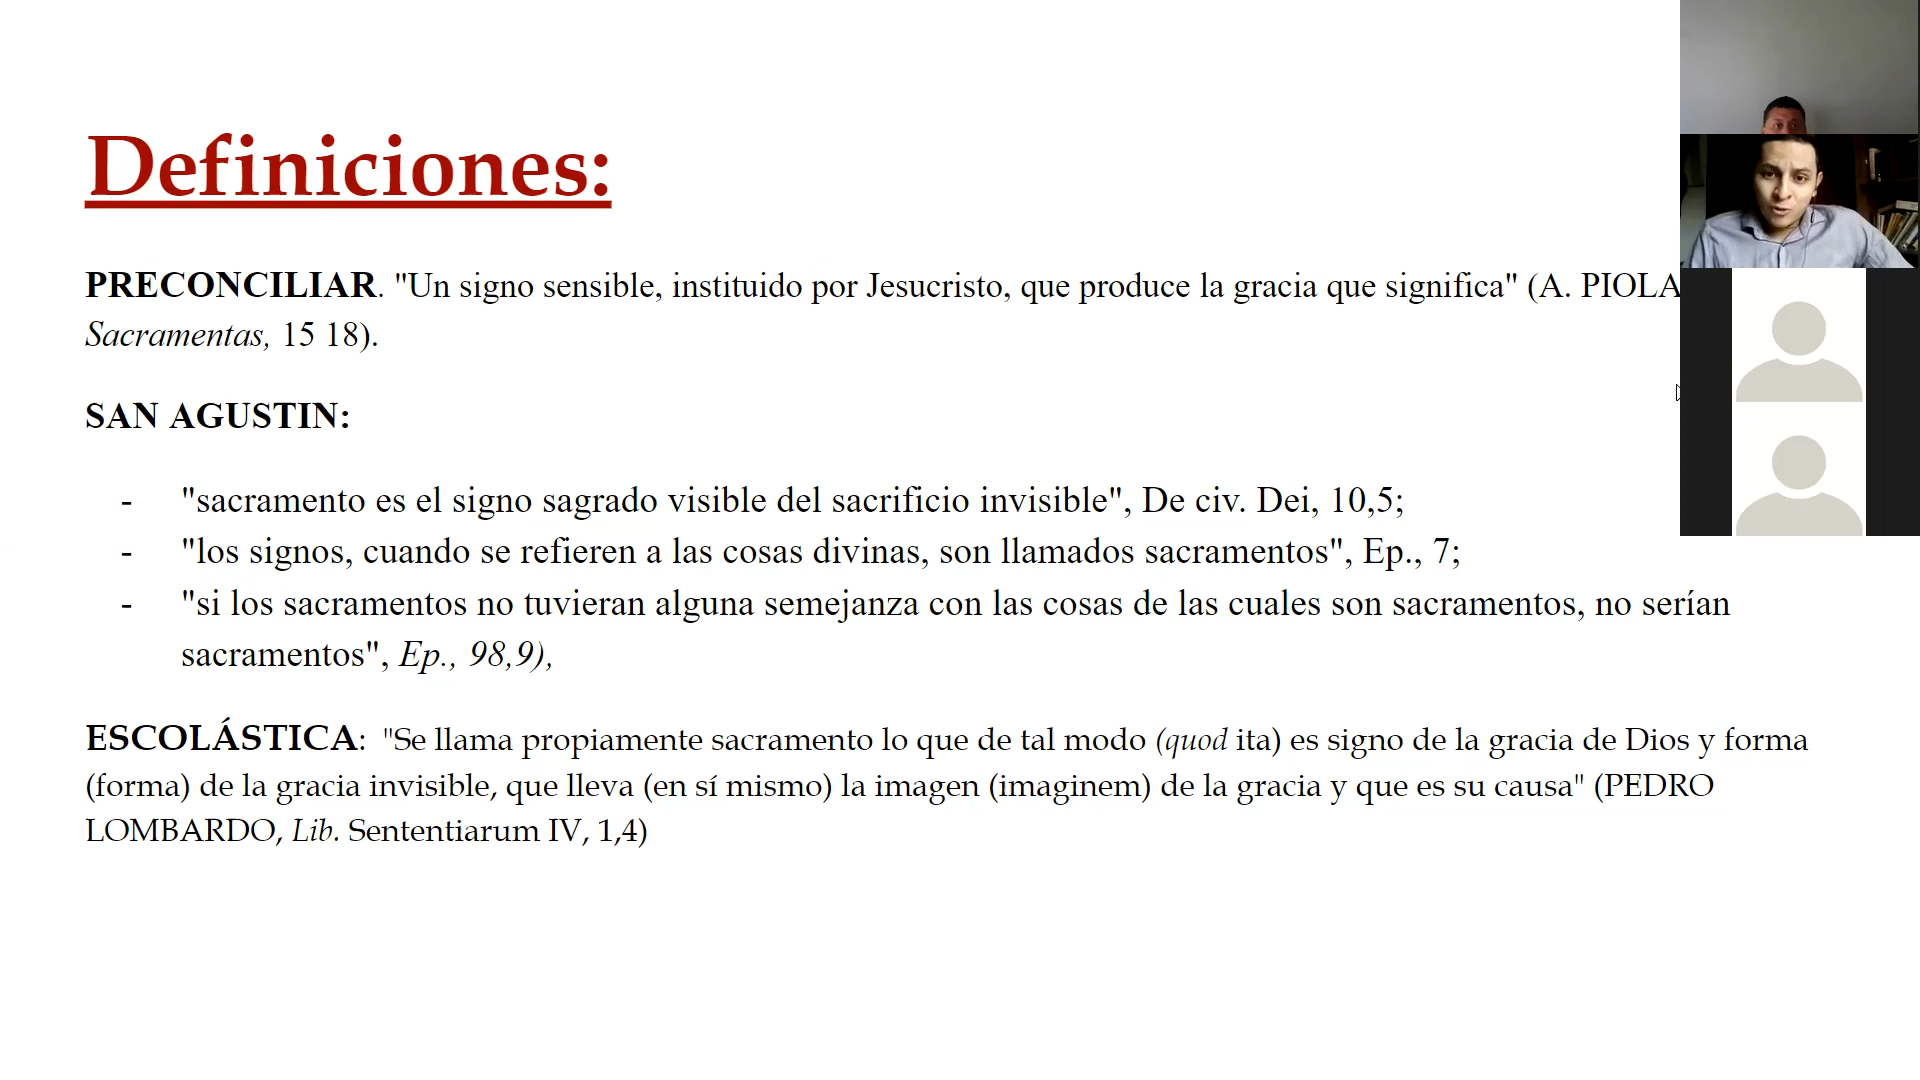 Definiciones:
PRECONCILIAR. "Un signo sensible, instituido por Jesucristo, que produce la gracia que significa" (A. PIOLA
Sacramentas, 15 18).
SAN AGUSTIN:
- "sacramento es el signo sagrado visible del sacrificio invisible", De civ. Dei, 10,5;
- "los signos, cuando se refieren a las cosas divinas, son llamados sacramentos", Ep., 7;
- "si los sacramentos no tuvieran alguna semejanza con las cosas de las cuales son sacramentos, no serían
sacramentos", Ep., 98,9),
ESCOLÁSTICA: "Se llama propiamente sacramento lo que de tal modo (quod ita) es signo de la gracia de Dios y forma
(forma) de la gracia invisible, que lleva (en sí mismo) la imagen (imaginem) de la gracia y que es su causa" (PEDRO
LOMBARDO, Lib. Sententiarum IV, 1,4)